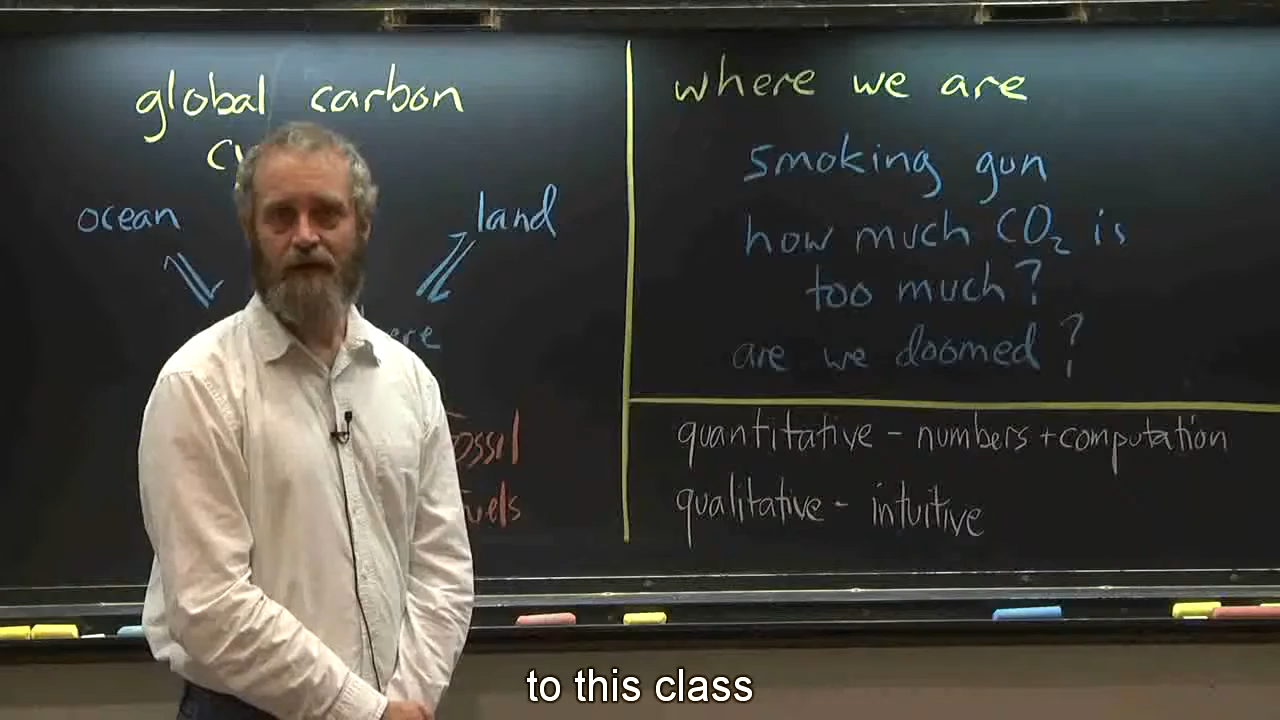 global carbon
ocean
land
where we are
smoking gun
how much CO₂ is
too much?
are we doomed?
quantitative - numbers + computation
qualitative - intuitive
to this class